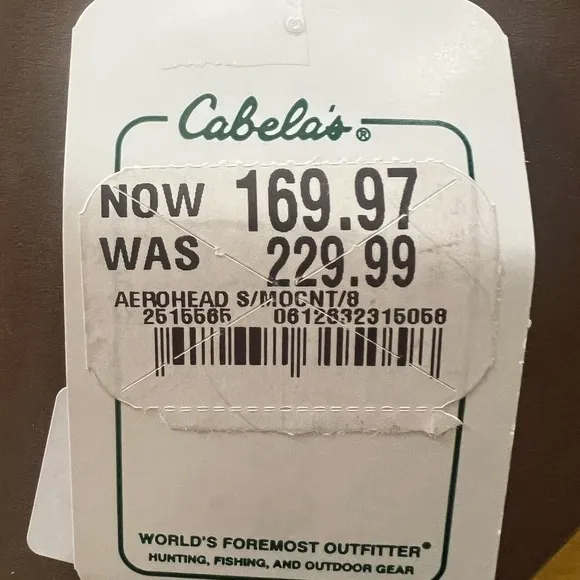 Cabela's®
NOW 169.97
WAS 229.99
AEROHEAD S/MOCNT/8
2515565 0612632315058
WORLD'S FOREMOST OUTFITTER®
HUNTING, FISHING, AND OUTDOOR GEAR